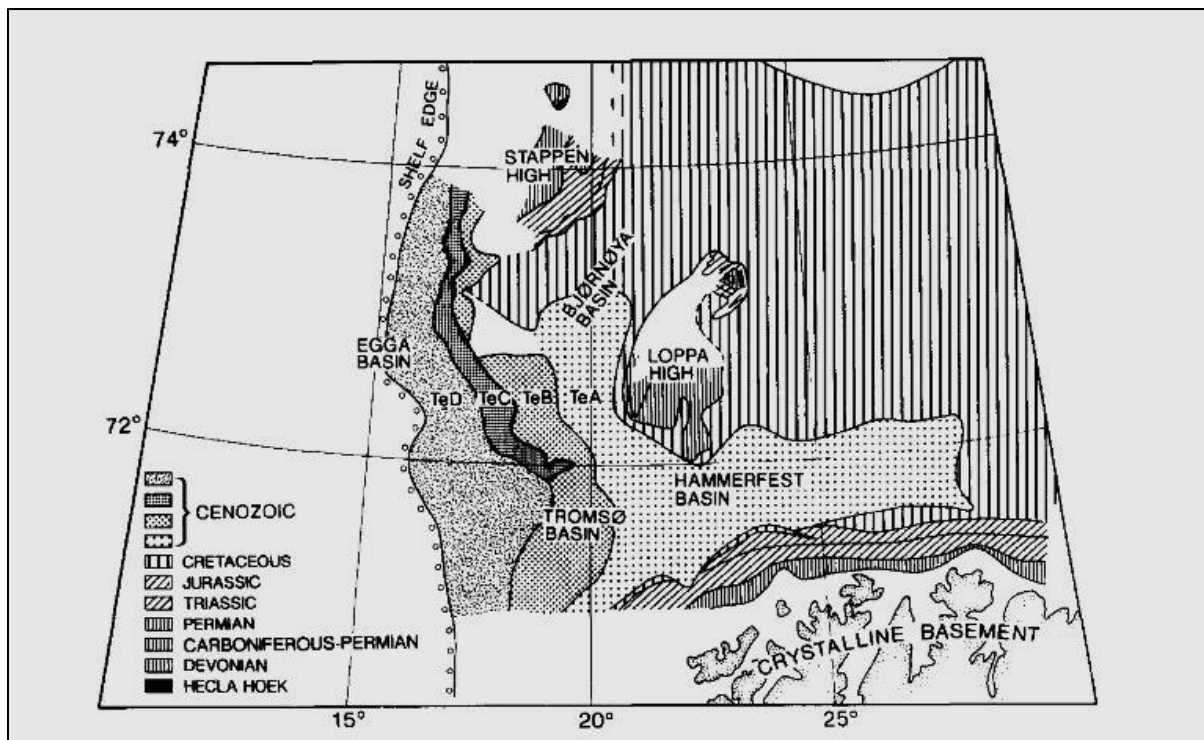 74°
SHELF EDGE
STAPPEN
HIGH
BJØRNØYA
BASIN
EGGA
BASIN
LOPPA
HIGH
TeD TeC TeB TeA
72°
HAMMERFEST
BASIN
TROMSØ
BASIN
CENOZOIC
CRETACEOUS
JURASSIC
TRIASSIC
PERMIAN
CARBONIFEROUS-PERMIAN
DEVONIAN
HECLA HOEK
CRYSTALLINE BASEMENT
15° 20° 25°